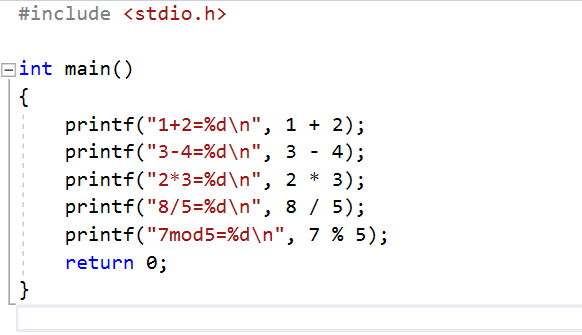 #include <stdio.h>
int main()
{
printf("1+2=%d\n", 1 + 2);
printf("3-4=%d\n", 3 - 4);
printf("2*3=%d\n", 2 * 3);
printf("8/5=%d\n", 8 / 5);
printf("7mod5=%d\n", 7 % 5);
return 0;
}